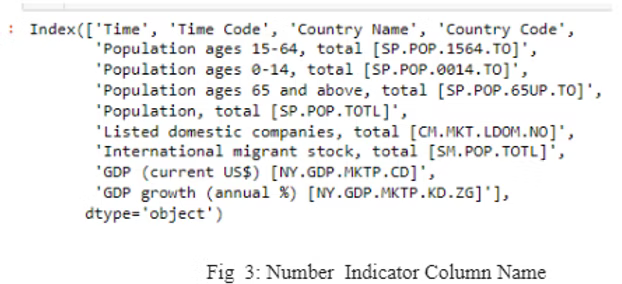 : Index(['Time', 'Time Code', 'Country Name', 'Country Code',
'Population ages 15-64, total [SP.POP.1564.TO]',
'Population ages 0-14, total [SP.POP.0014.TO]',
'Population ages 65 and above, total [SP.POP.65UP.TO]',
'Population, total [SP.POP.TOTL]',
'Listed domestic companies, total [CM.MKT.LDOM.NO]',
'International migrant stock, total [SM.POP.TOTL]',
'GDP (current US$) [NY.GDP.MKTP.CD]',
'GDP growth (annual %) [NY.GDP.MKTP.KD.ZG]'],
dtype='object')
Fig 3: Number Indicator Column Name